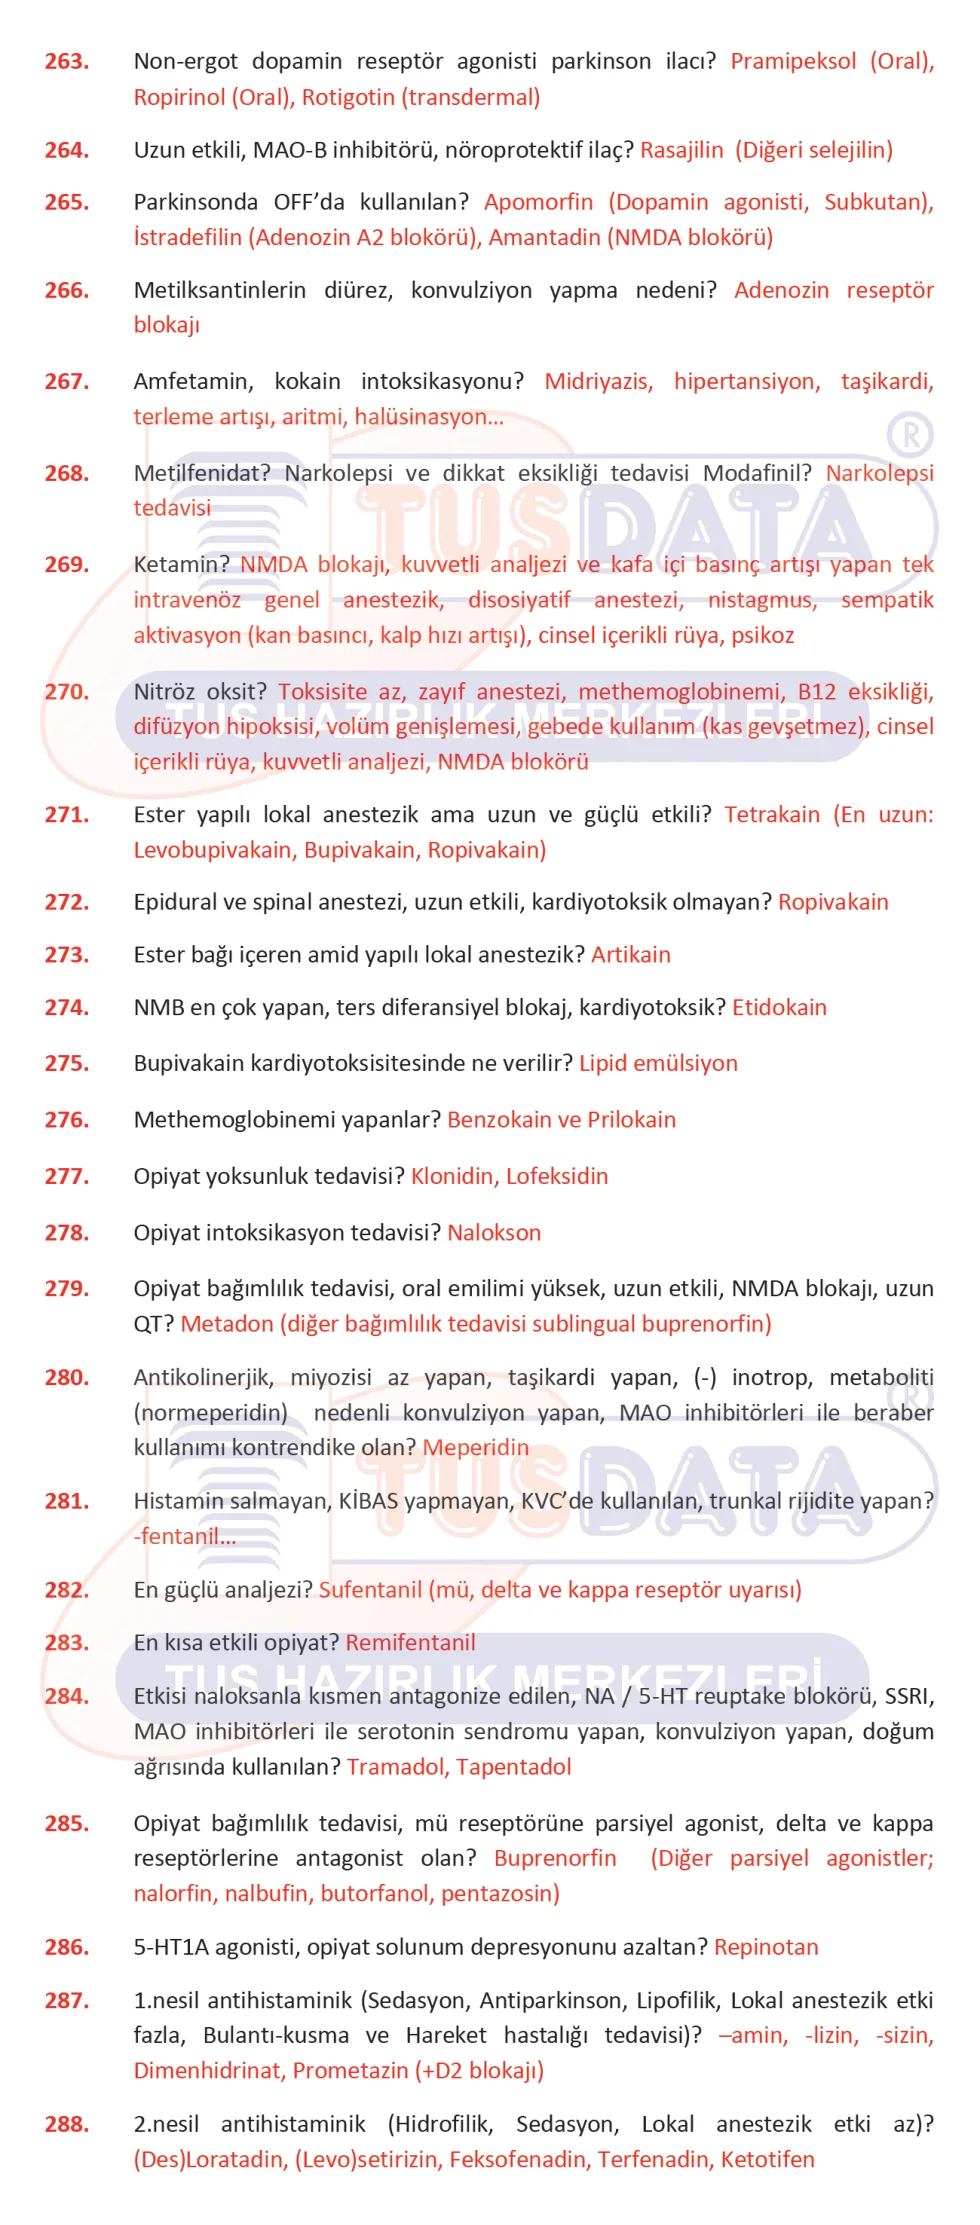 263. Non-ergot dopamin reseptör agonisti parkinson ilacı? Pramipeksol (Oral),
Ropirinol (Oral), Rotigotin (transdermal)
264. Uzun etkili, MAO-B inhibitörü, nöroprotektif ilaç? Rasajilin (Diğeri selejilin)
265. Parkinsonda OFF’da kullanılan? Apomorfin (Dopamin agonisti, Subkutan),
İstradefilin (Adenozin A2 blokörü), Amantadin (NMDA blokörü)
266. Metilksantinlerin diürez, konvulziyon yapma nedeni? Adenozin reseptör
blokajı
267. Amfetamin, kokain intoksikasyonu? Midriyazis, hipertansiyon, taşikardi,
terleme artışı, aritmi, halüsinasyon...
®
268. Metilfenidat? Narkolepsi ve dikkat eksikliği tedavisi Modafinil? Narkolepsi
tedavisi
TUSDATA
269. Ketamin? NMDA blokajı, kuvvetli analjezi ve kafa içi basınç artışı yapan tek
intravenöz genel anestezik, disosiyatif anestezi, nistagmus, sempatik
aktivasyon (kan basıncı, kalp hızı artışı), cinsel içerikli rüya, psikoz
270. Nitröz oksit? Toksisite az, zayıf anestezi, methemoglobinemi, B12 eksikliği,
TUS HAZIRLIK MERKEZLERİ
difüzyon hipoksisi, volüm genişlemesi, gebede kullanım (kas gevşetmez), cinsel
içerikli rüya, kuvvetli analjezi, NMDA blokörü
271. Ester yapılı lokal anestezik ama uzun ve güçlü etkili? Tetrakain (En uzun:
Levobupivakain, Bupivakain, Ropivakain)
272. Epidural ve spinal anestezi, uzun etkili, kardiyotoksik olmayan? Ropivakain
273. Ester bağı içeren amid yapılı lokal anestezik? Artikain
274. NMB en çok yapan, ters diferansiyel blokaj, kardiyotoksik? Etidokain
275. Bupivakain kardiyotoksisitesinde ne verilir? Lipid emülsiyon
276. Methemoglobinemi yapanlar? Benzokain ve Prilokain
277. Opiyat yoksunluk tedavisi? Klonidin, Lofeksidin
278. Opiyat intoksikasyon tedavisi? Nalokson
279. Opiyat bağımlılık tedavisi, oral emilimi yüksek, uzun etkili, NMDA blokajı, uzun
QT? Metadon (diğer bağımlılık tedavisi sublingual buprenorfin)
280. Antikolinerjik, miyozisi az yapan, taşikardi yapan, (-) inotrop, metaboliti
®
(normeperidin) nedenli konvulziyon yapan, MAO inhibitörleri ile beraber
kullanımı kontrendike olan? Meperidin
TUSDATA
281. Histamin salmayan, KİBAS yapmayan, KVC’de kullanılan, trunkal rijidite yapan?
-fentanil...
282. En güçlü analjezi? Sufentanil (mü, delta ve kappa reseptör uyarısı)
283. En kısa etkili opiyat? Remifentanil
TUS HAZIRLIK MERKEZLERİ
284. Etkisi naloksanla kısmen antagonize edilen, NA / 5-HT reuptake blokörü, SSRI,
MAO inhibitörleri ile serotonin sendromu yapan, konvulziyon yapan, doğum
ağrısında kullanılan? Tramadol, Tapentadol
285. Opiyat bağımlılık tedavisi, mü reseptörüne parsiyel agonist, delta ve kappa
reseptörlerine antagonist olan? Buprenorfin (Diğer parsiyel agonistler;
nalorfin, nalbufin, butorfanol, pentazosin)
286. 5-HT1A agonisti, opiyat solunum depresyonunu azaltan? Repinotan
287. 1.nesil antihistaminik (Sedasyon, Antiparkinson, Lipofilik, Lokal anestezik etki
fazla, Bulantı-kusma ve Hareket hastalığı tedavisi)? –amin, -lizin, -sizin,
Dimenhidrinat, Prometazin (+D2 blokajı)
288. 2.nesil antihistaminik (Hidrofilik, Sedasyon, Lokal anestezik etki az)?
(Des)Loratadin, (Levo)setirizin, Feksofenadin, Terfenadin, Ketotifen